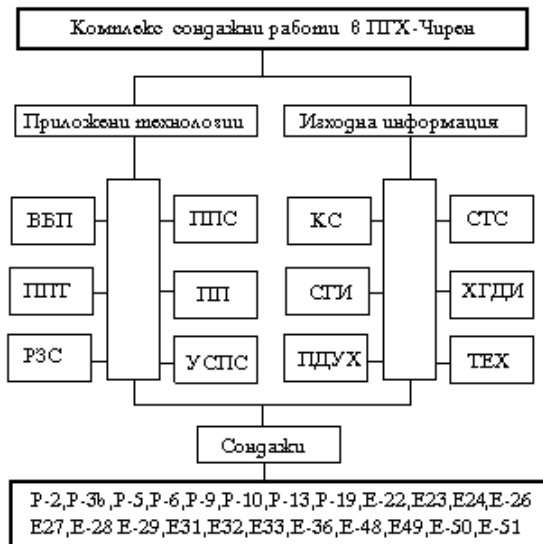 Комплекс сондажни работи в ПГХ-Чирен
Приложени технологии
Изходна информация
ВБП
ППС
КС
СТС
ППТ
ПП
СГИ
ХГДИ
РЗС
УСПС
ПДУХ
ТЕХ
Сондажи
Р-2,Р-3b,Р-5,Р-6,Р-9,Р-10,Р-13,Р-19,Е-22,Е23,Е24,Е-26
Е27,Е-28 Е-29,Е31,Е32,Е33,Е-36,Е-48,Е49,Е-50,Е-51